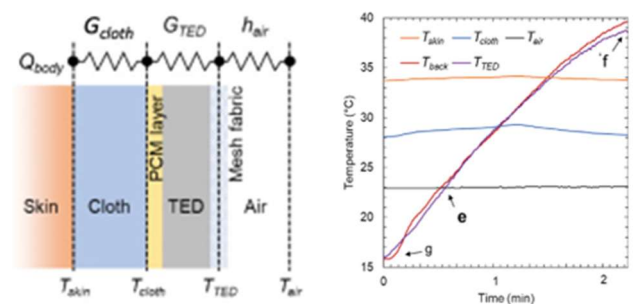 G_cloth G_TED h_air
Q_body
PCM layer
Mesh fabric
Skin Cloth TED Air
T_skin T_cloth T_TED T_air
40
35
30
25
20
15
Temperature (°C)
T_skin T_cloth T_air
T_back T_TED
f
e
g
0 1 2
Time (min)